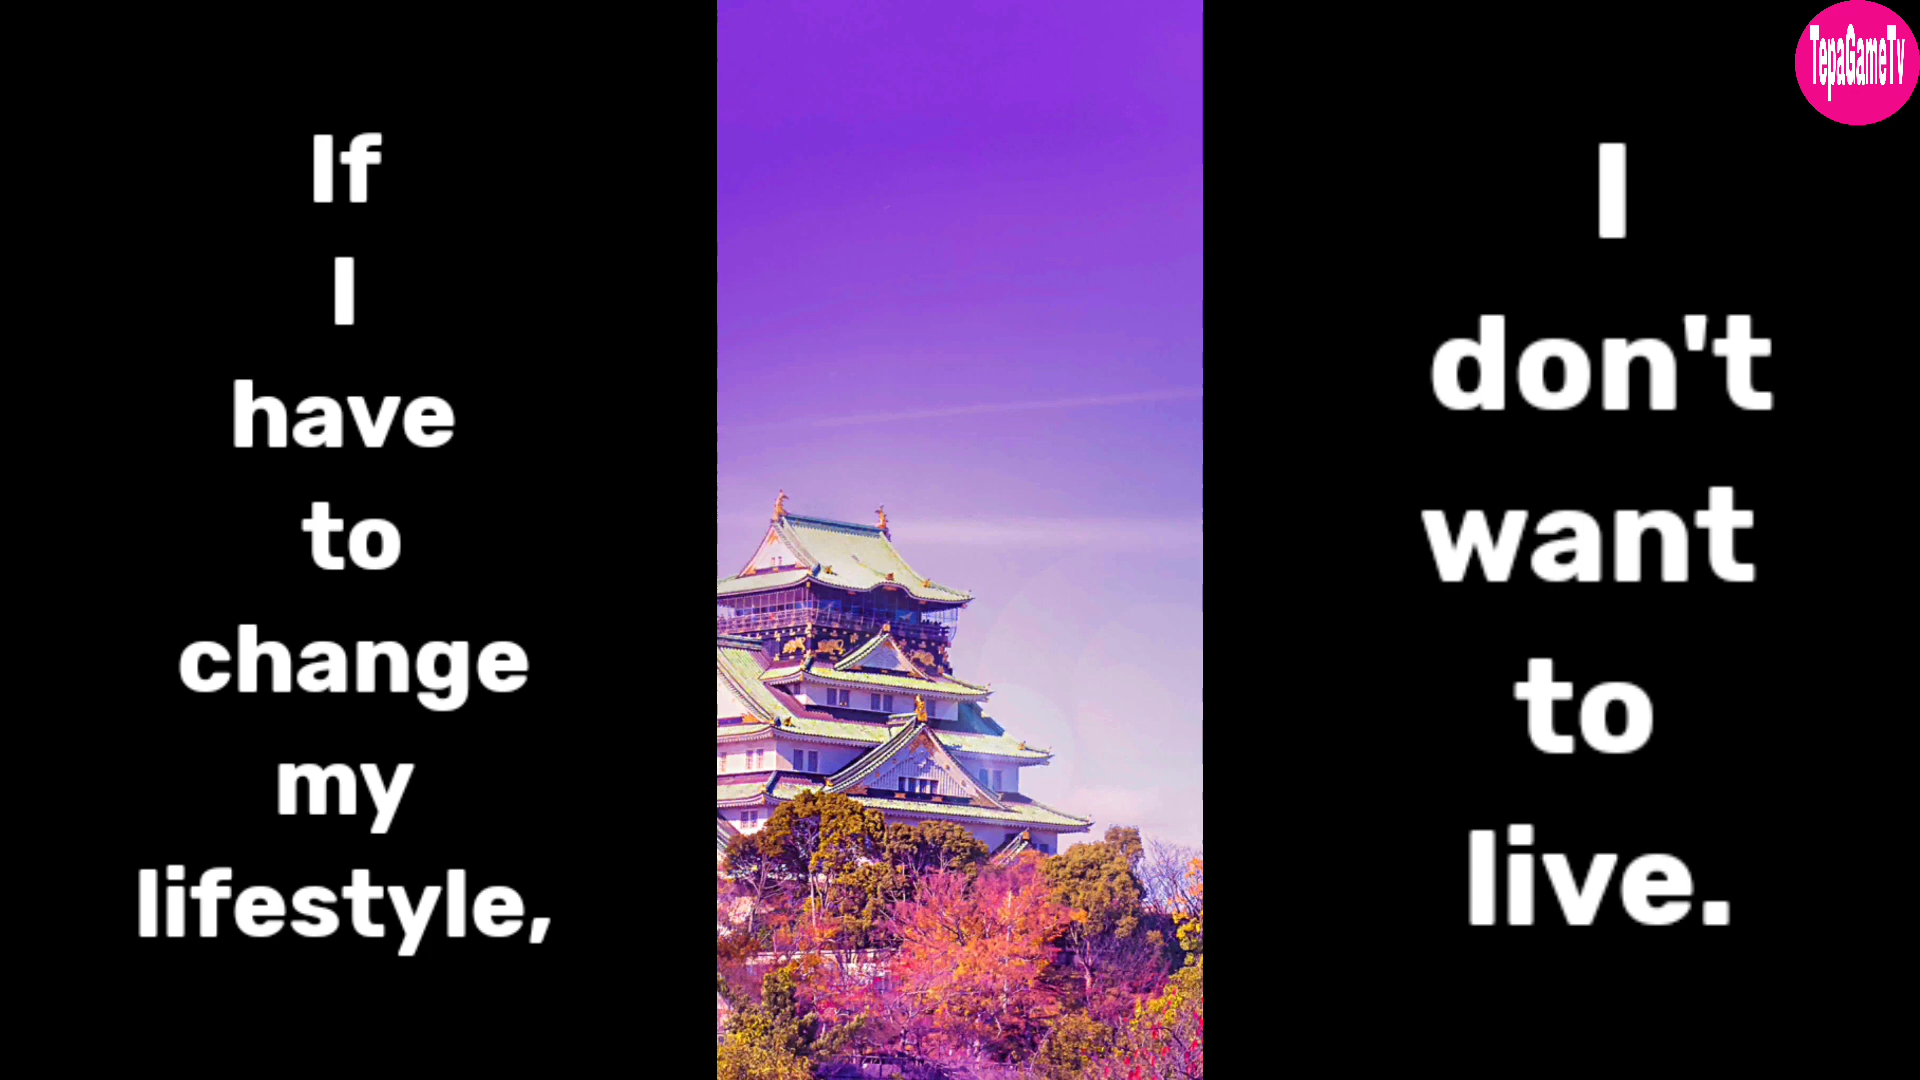 If
I
have
to
change
my
lifestyle,
I
don't
want
to
live.
TepaGameTv